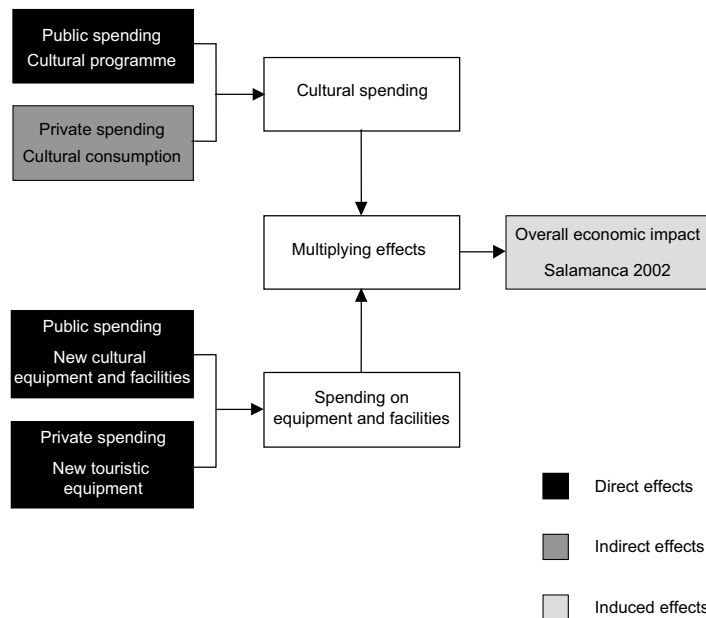 Public spending
Cultural programme
Cultural spending
Private spending
Cultural consumption
Multiplying effects
Overall economic impact
Salamanca 2002
Public spending
New cultural
equipment and facilities
Spending on
equipment and facilities
Private spending
New touristic
equipment
Direct effects
Indirect effects
Induced effects